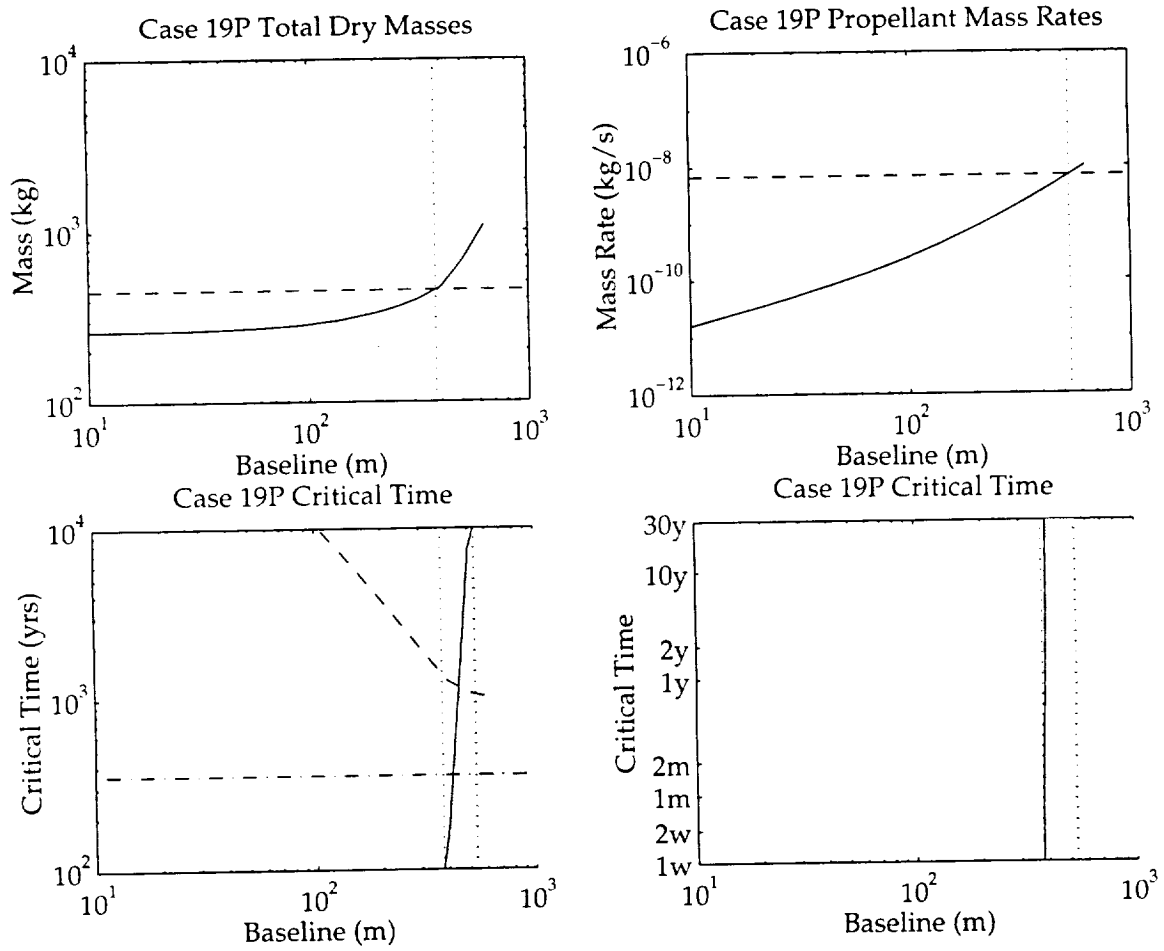 Case 19P Total Dry Masses
10^4
10^3
10^2
Mass (kg)
10^1
10^2
10^3
Baseline (m)
Case 19P Propellant Mass Rates
10^-6
10^-8
10^-10
10^-12
Mass Rate (kg/s)
10^1
10^2
10^3
Baseline (m)
Case 19P Critical Time
10^4
10^3
10^2
Critical Time (yrs)
10^1
10^2
10^3
Baseline (m)
Case 19P Critical Time
30y
10y
2y
1y
2m
1m
2w
1w
Critical Time
10^1
10^2
10^3
Baseline (m)